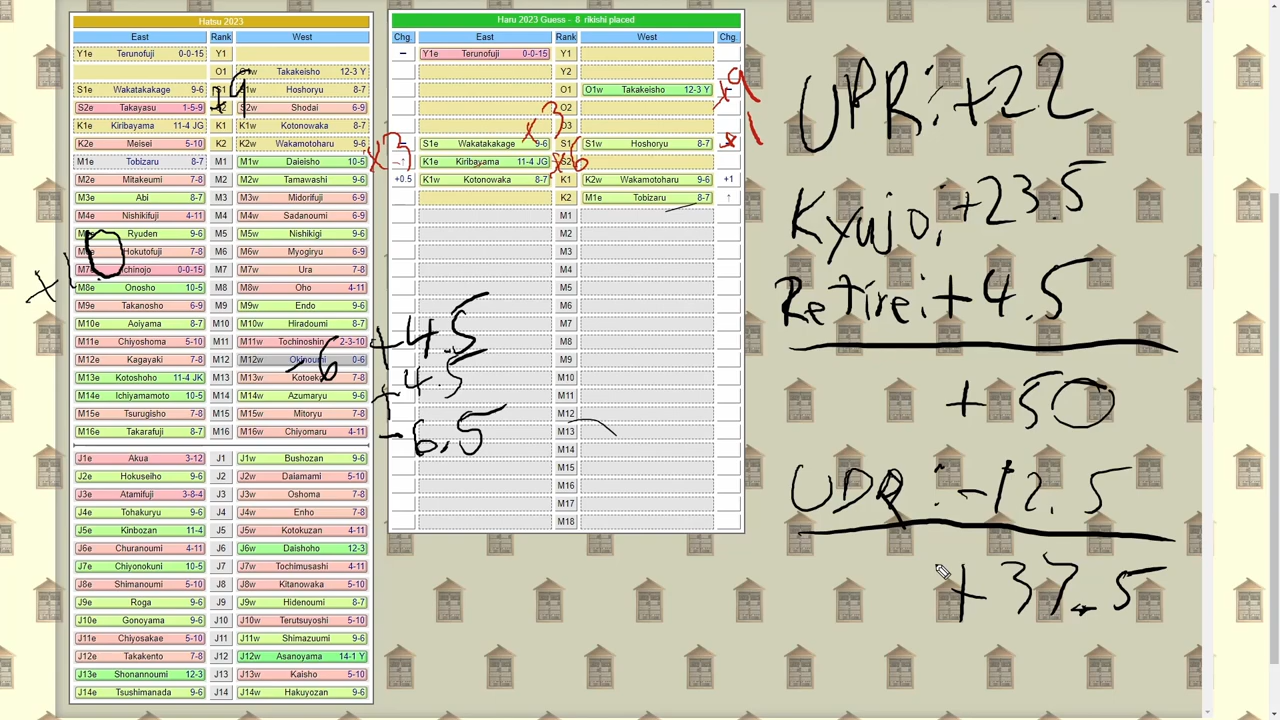 Hatsu 2023
East Rank West
Y1e Terunofuji 0-0-15 Y1
O1 Takakeisho 12-3 Y
S1e Wakatakakage 9-6 Hoshoryu 8-7
S2e Takayasu 1-5-9 S2w Shodai 6-9
K1e Kiribayama 11-4 JG K1 K1w Kotonowaka 8-7
K2e Meisei 5-10 K2 K2w Wakamotoharu 9-6
M1e Tobizaru 8-7 M1 M1w Daieisho 10-5
M2e Mitakeumi 7-8 M2 M2w Tamawashi 9-6
M3e Abi 8-7 M3 M3w Midorifuji 8-7
M4e Nishikifuji 4-11 M4 M4w Sadanoumi 6-9
Ryuden 9-6 M5 M5w Nishikigi 9-6
Hokutofuji 7-8 M6 M6w Myogiryu 6-9
Ichinojo 0-0-15 M7 M7w Ura 7-8
M8e Onosho 10-5 M8 M8w Oho 4-11
M9e Takanosho 6-9 M9 M9w Endo 9-6
M10e Aoiyama 8-7 M10 M10w Hiradoumi 8-7
M11e Chiyoshoma 5-10 M11 M11w Tochinoshin
M12e Kagayaki 7-8 M12 M12w Okinoumi
M13e Kotoshoho 11-4 JK M13 M13w Kotoeko 7-8
M14e Ichiyamamoto 10-5 M14 M14w Azumaryu 9-6
M15e Tsurugisho 7-8 M15 M15w Mitoryu 7-8
M16e Takarafuji 8-7 M16 M16w Chiyomaru 4-11
J1e Akua 3-12 J1 J1w Bushozan 9-6
J2e Hokuseiho 9-6 J2 J2w Daiamami 5-10
J3e Atamifuji 3-8-4 J3 J3w Oshoma 8-7
J4e Tohakuryu 9-6 J4 J4w Enho 7-8
J5e Kinbozan 11-4 J5 J5w Kotokuzan 4-11
J6e Churanoumi 4-11 J6 J6w Daishoho 12-3
J7e Chiyonokuni 10-5 J7 J7w Tochimusashi 4-11
J8e Shimanoumi 5-10 J8 J8w Kitanowaka 8-7
J9e Roga 9-6 J9 J9w Hidenoumi 8-7
J10e Gonoyama 9-6 J10 J10w Terutsuyoshi 5-10
J11e Chiyosakae 5-10 J11 J11w Shimazuumi 9-6
J12e Takakento 7-8 J12 J12w Asanoyama 14-1 Y
J13e Shonannoumi 12-3 J13 J13w Kaisho 5-10
J14e Tsushimanada 9-6 J14 J14w Hakuyozan 9-6
+9
-6
Haru 2023 Guess - 8 rikishi placed
Chg. East Rank West Chg.
- Y1e Terunofuji 0-0-15 Y1
Y2
O1 O1w Takakeisho 12-3 Y -
O2
S1e Wakatakakage 9-6 S1w Hoshoryu 8-7
K1e Kiribayama 11-4 JG
+0.5 K1w Kotonowaka 8-7 K1 K2w Wakamotoharu 9-6 +1
K2 M1e Tobizaru 8-7 ↑
M1
M2
M3
M4
M5
M6
M7
M8
M9
M10
M11
M12
M13
M14
M15
M16
M17
M18
+4.5
+4.5
-6.5
UPR: +22
Kyujo: +23.5
Retire: +4.5
+50
UDR: -12.5
+37.5